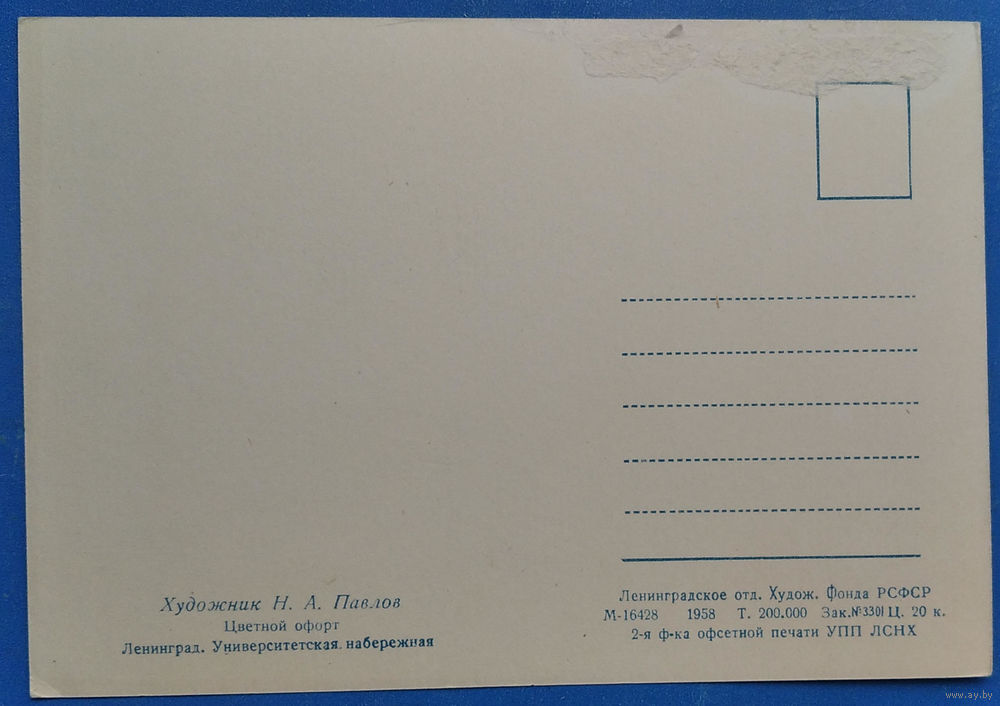 Художник Н. А. Павлов
Цветной офорт
Ленинград. Университетская набережная
Ленинградское отд. Худож. Фонда РСФСР
М-16428 1958 Т. 200.000 Зак.№3301 Ц. 20 к.
2-я ф-ка офсетной печати УПП ЛСНХ
www.ay.by